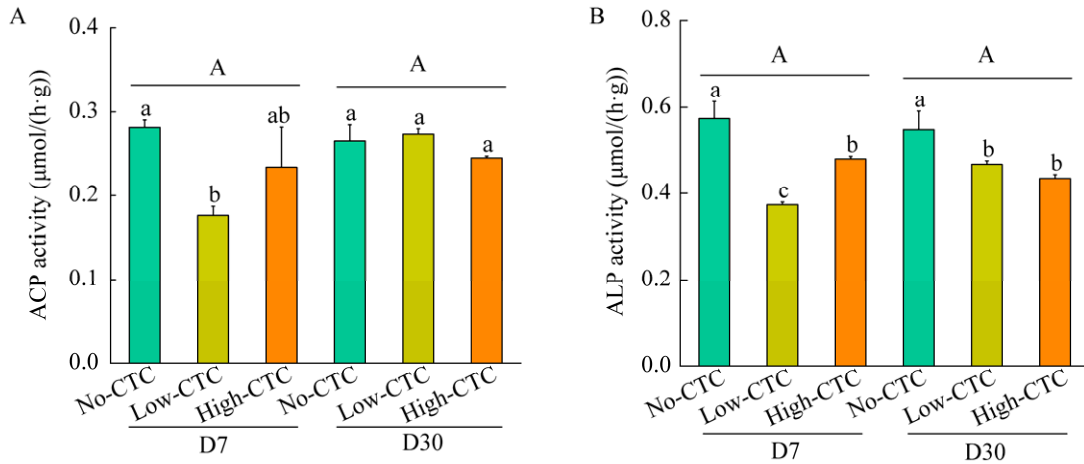 A
ACP activity (μmol/(h·g))
0.4
0.3
0.2
0.1
0.0
A
A
a
b
ab
a
a
a
No-CTC
Low-CTC
High-CTC
No-CTC
Low-CTC
High-CTC
D7
D30
B
ALP activity (μmol/(h·g))
0.8
0.6
0.4
0.2
0.0
A
A
a
c
b
a
b
b
No-CTC
Low-CTC
High-CTC
No-CTC
Low-CTC
High-CTC
D7
D30